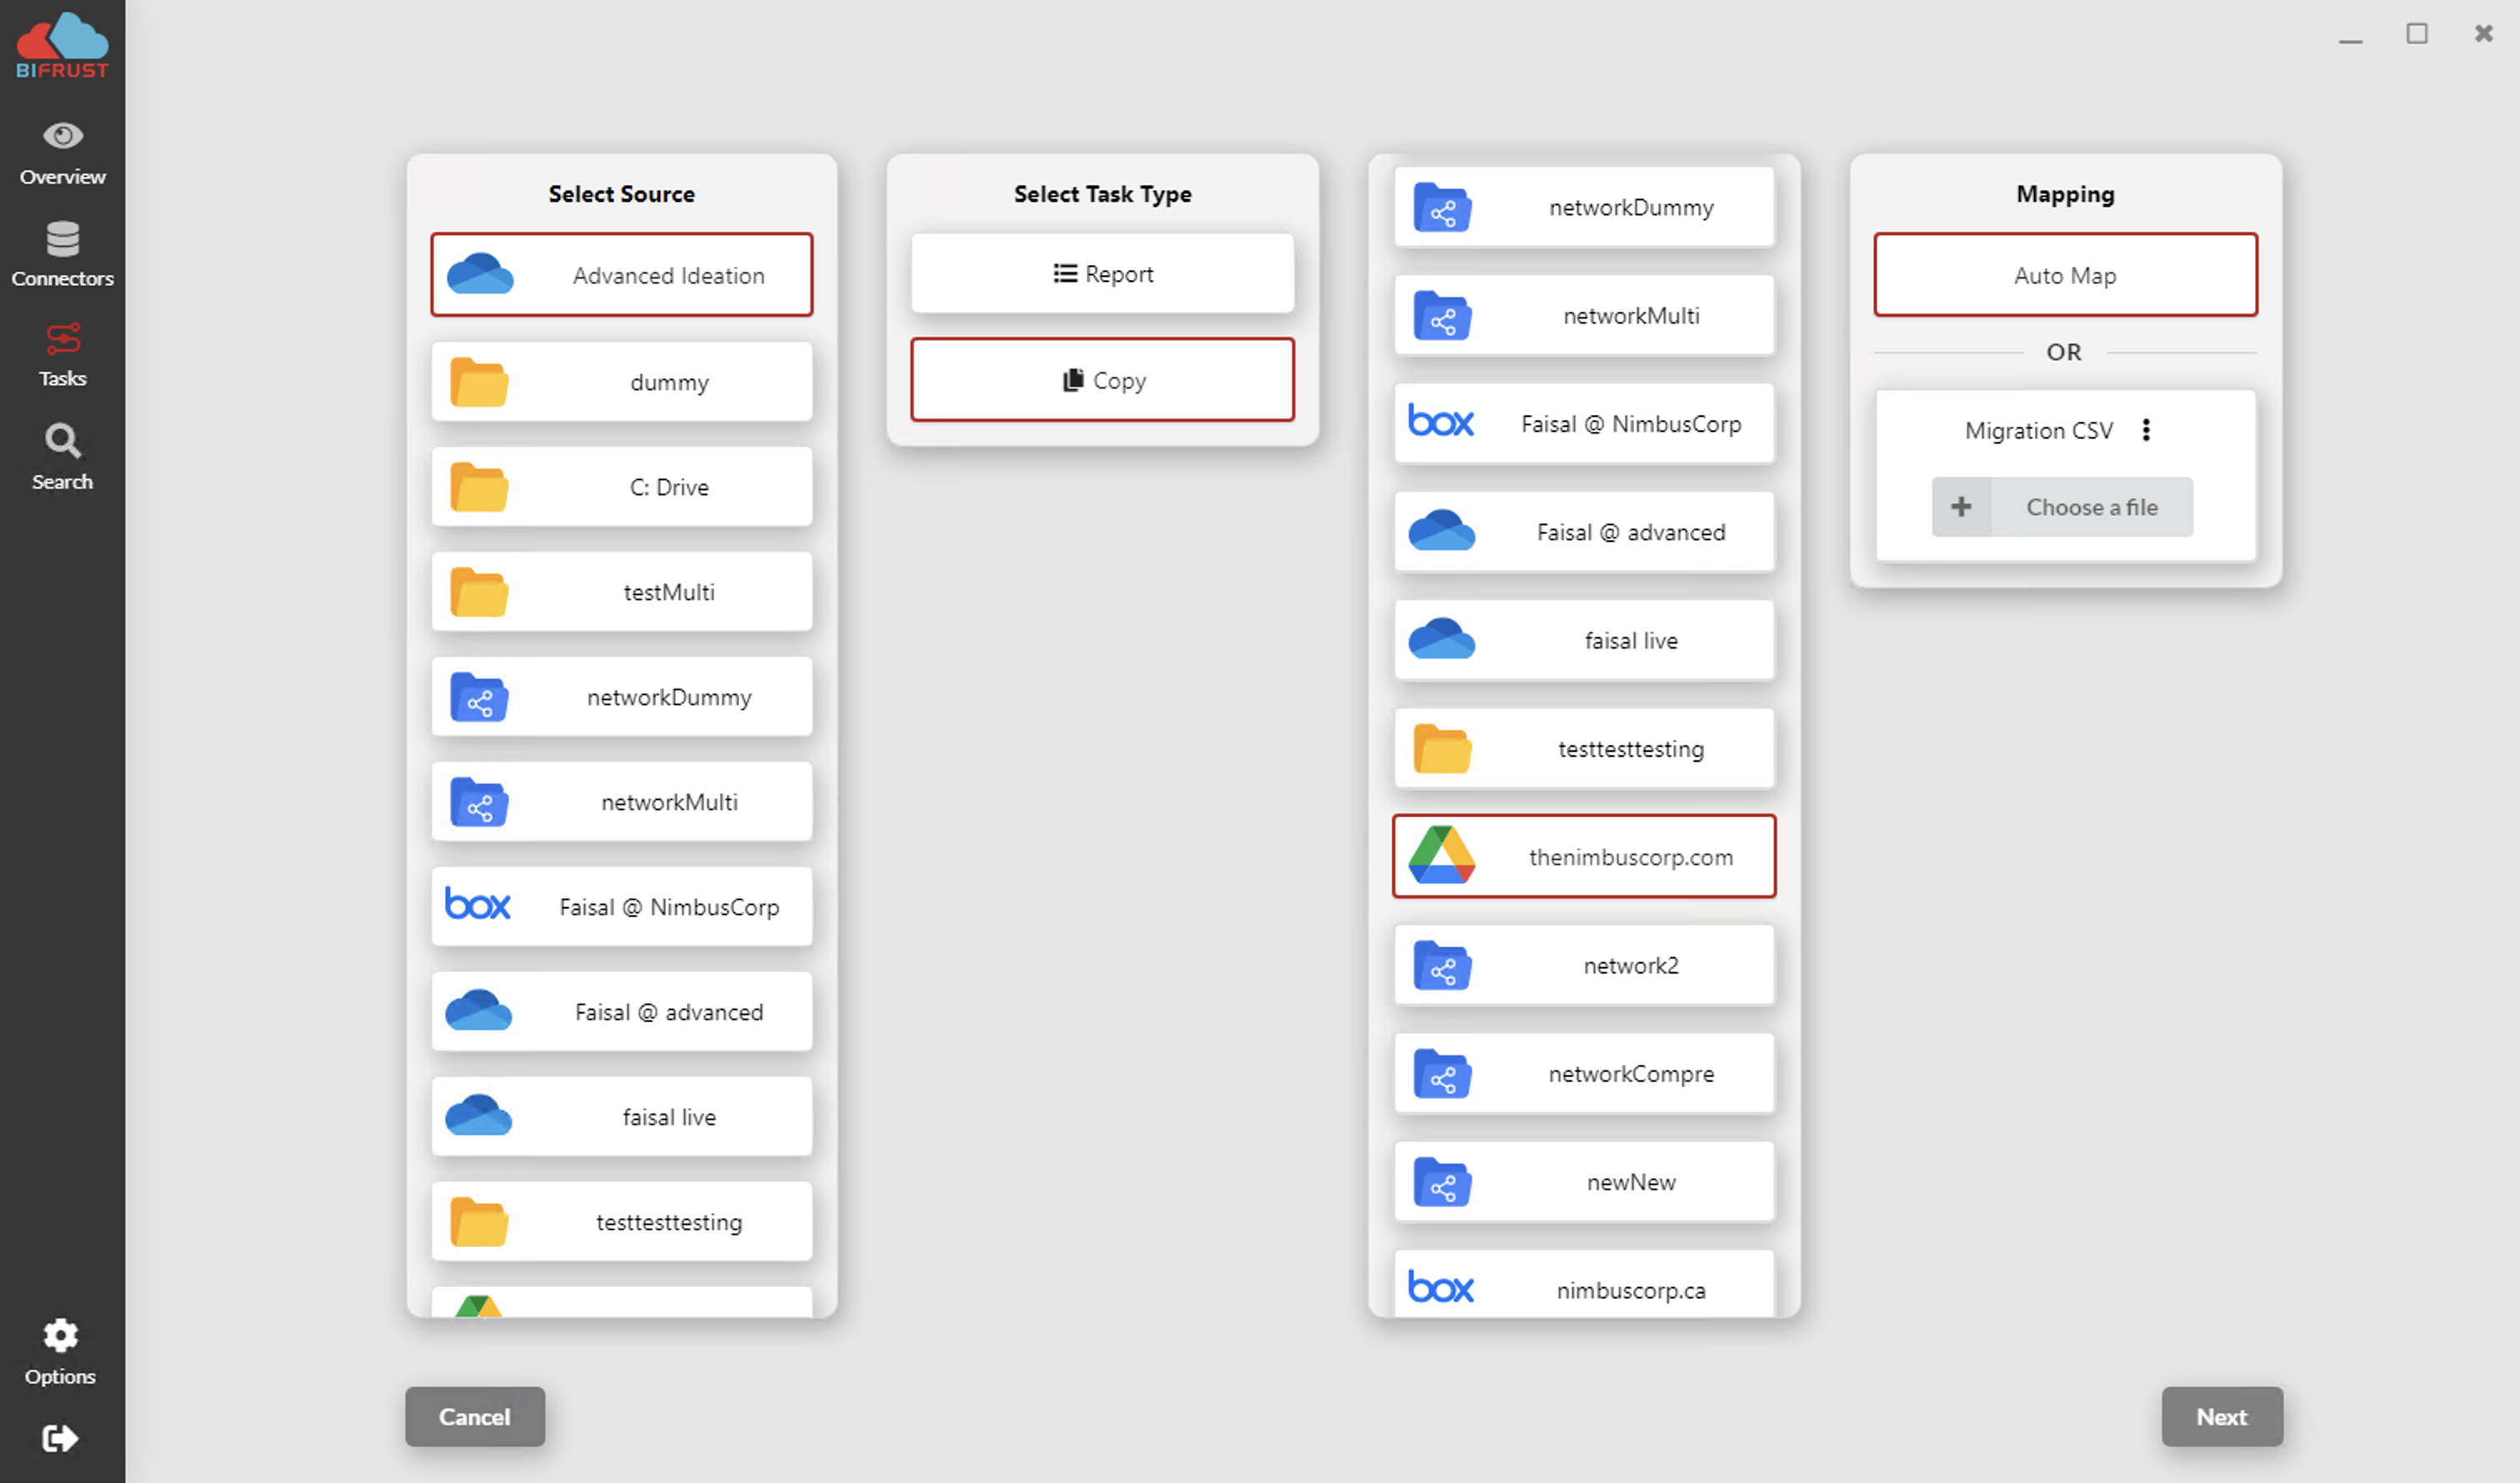 BIFRUST
Overview
Connectors
Tasks
Search
Options
Select Source
Advanced Ideation
dummy
C: Drive
testMulti
networkDummy
networkMulti
box Faisal @ NimbusCorp
Faisal @ advanced
faisal live
testtesttesting
Select Task Type
Report
Copy
networkDummy
networkMulti
box Faisal @ NimbusCorp
Faisal @ advanced
faisal live
testtesttesting
thenimbuscorp.com
network2
networkCompre
newNew
box nimbuscorp.ca
Mapping
Auto Map
OR
Migration CSV
+ Choose a file
Cancel
Next